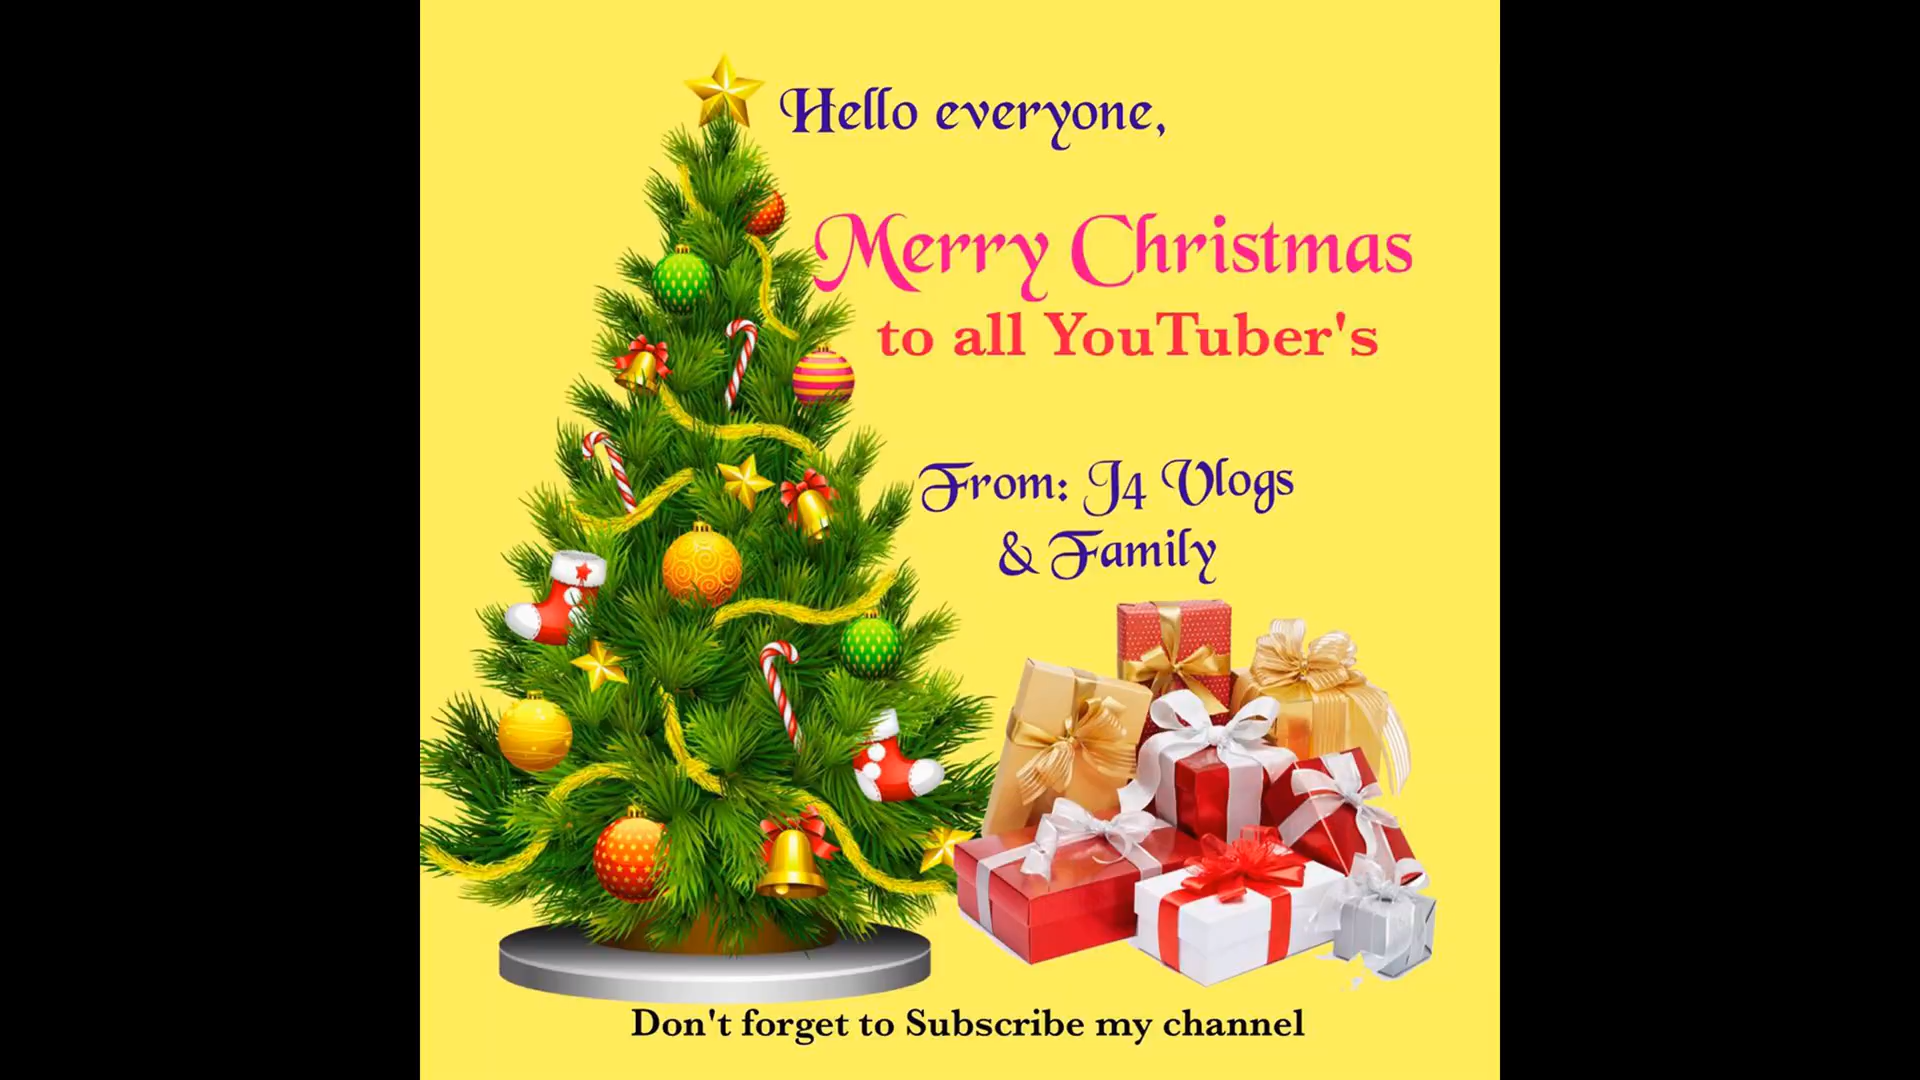 Hello everyone,
Merry Christmas
to all YouTuber's
From: J4 Vlogs
& Family
Don't forget to Subscribe my channel